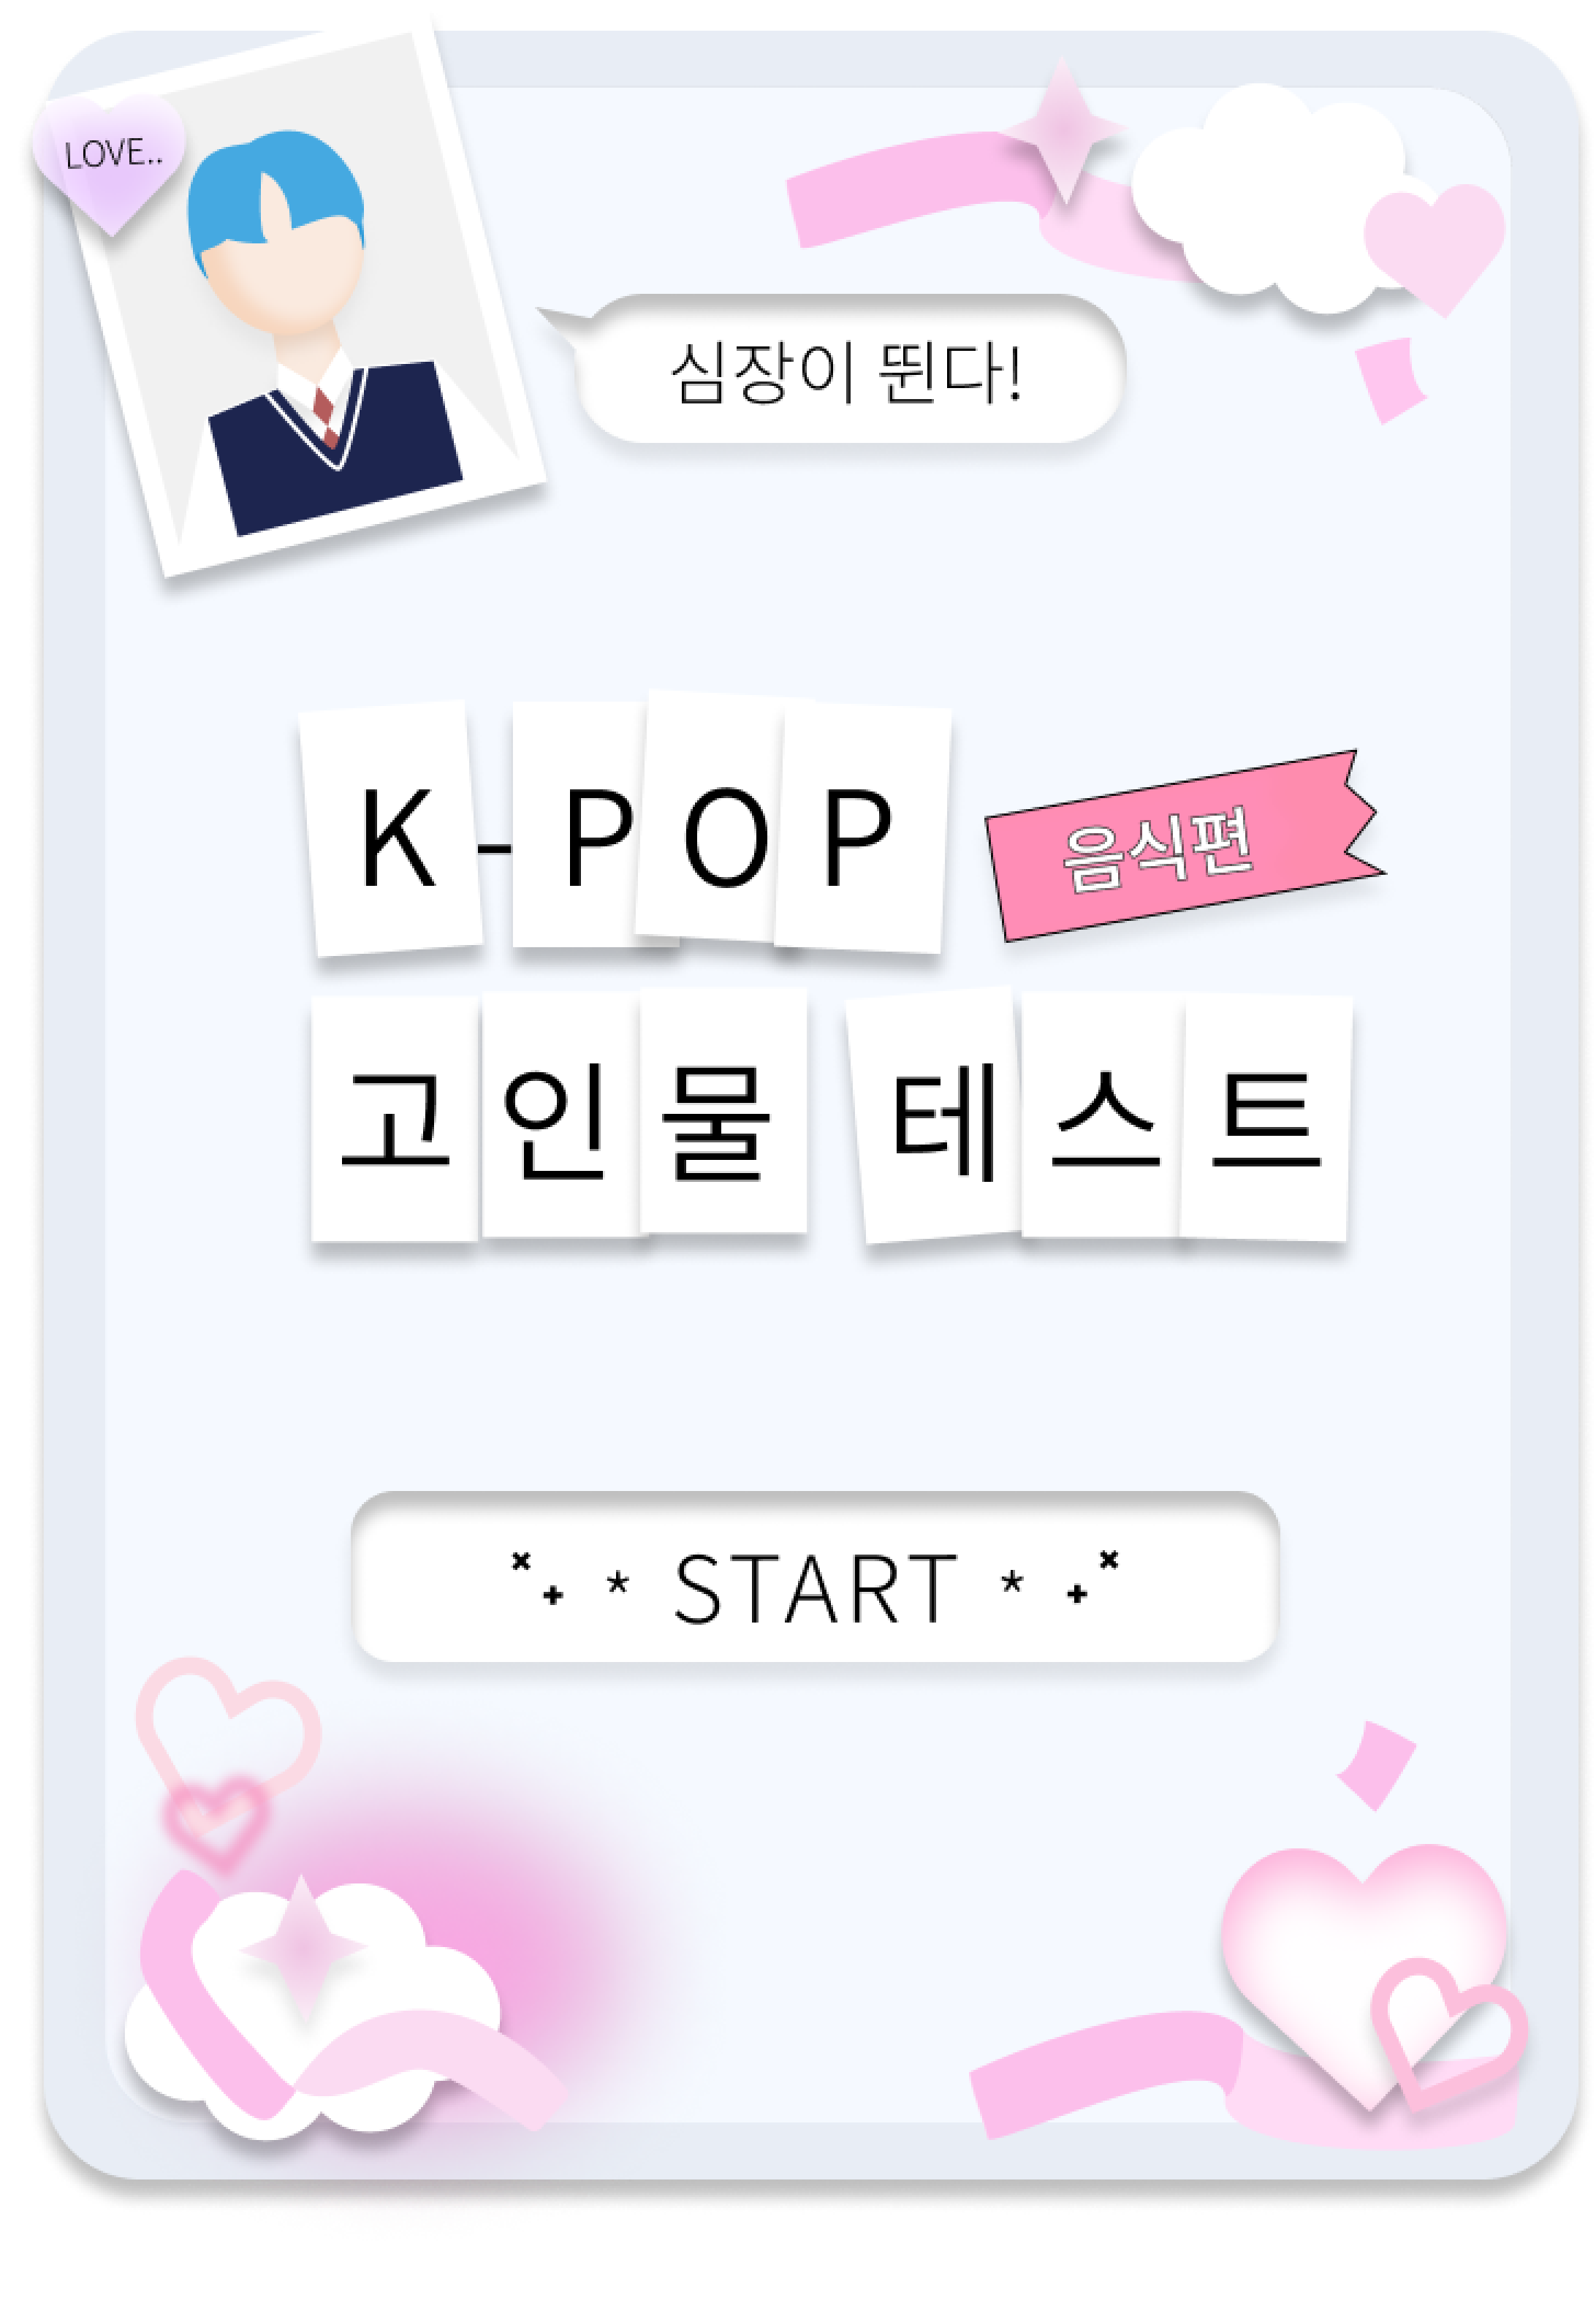 LOVE..
심장이 뛴다!
K-POP
음식편
고인물 테스트
START